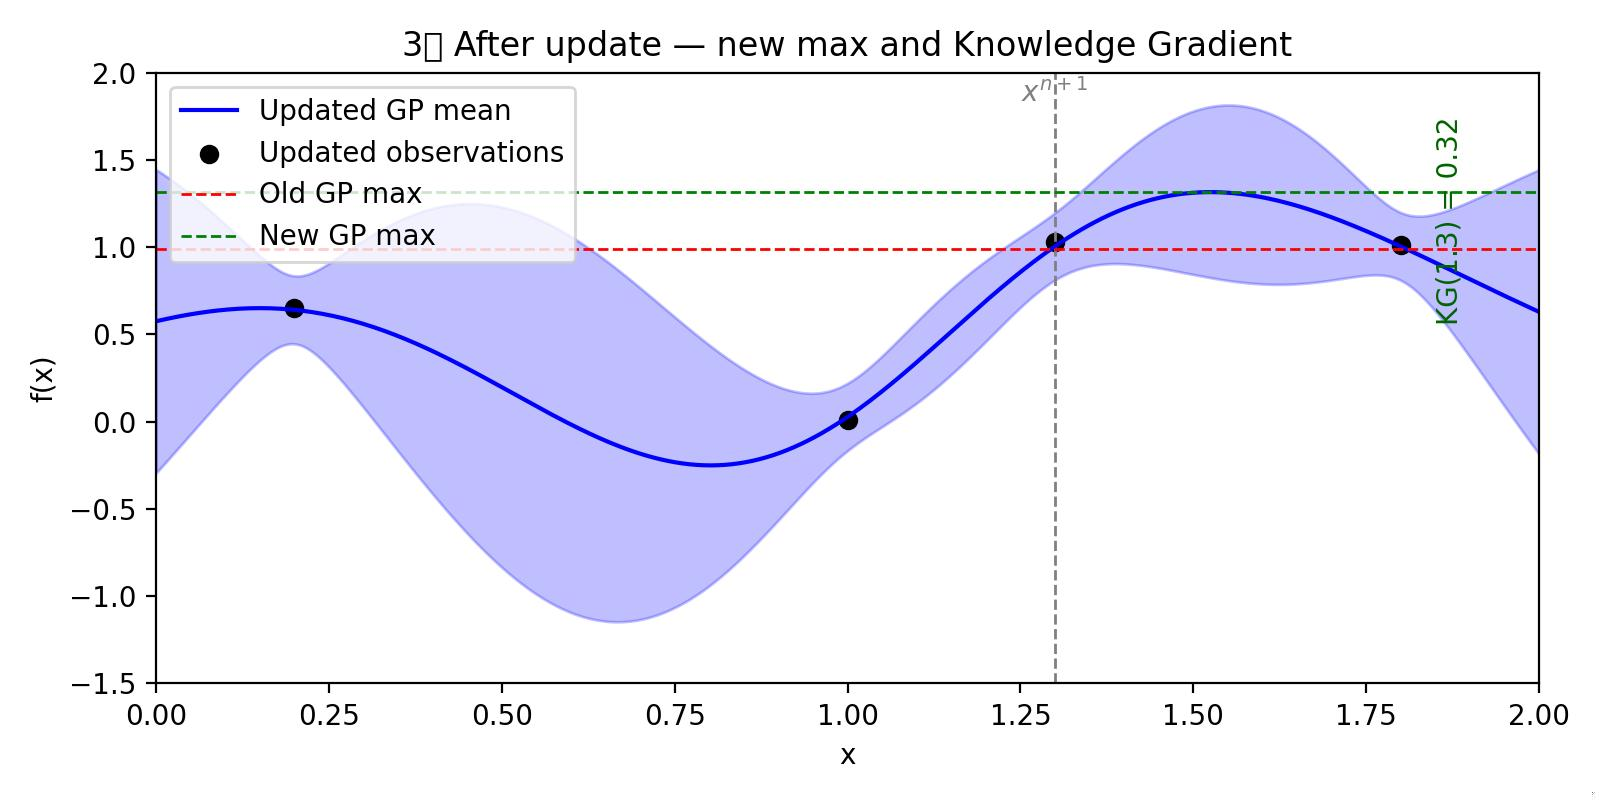 3▯ After update — new max and Knowledge Gradient
2.0
1.5
1.0
0.5
0.0
−0.5
−1.0
−1.5
f(x)
Updated GP mean
Updated observations
Old GP max
New GP max
xⁿ⁺¹
KG(1.3) = 0.32
0.00 0.25 0.50 0.75 1.00 1.25 1.50 1.75 2.00
x